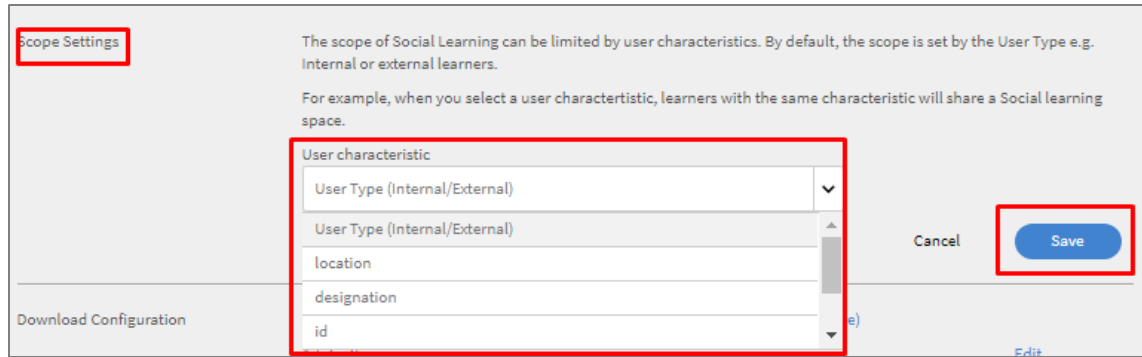 Scope Settings
The scope of Social Learning can be limited by user characteristics. By default, the scope is set by the User Type e.g.
Internal or external learners.
For example, when you select a user charactertistic, learners with the same characteristic will share a Social learning
space.
User characteristic
User Type (Internal/External)
User Type (Internal/External)
location
designation
id
Cancel
Save
Download Configuration
e)
Edit